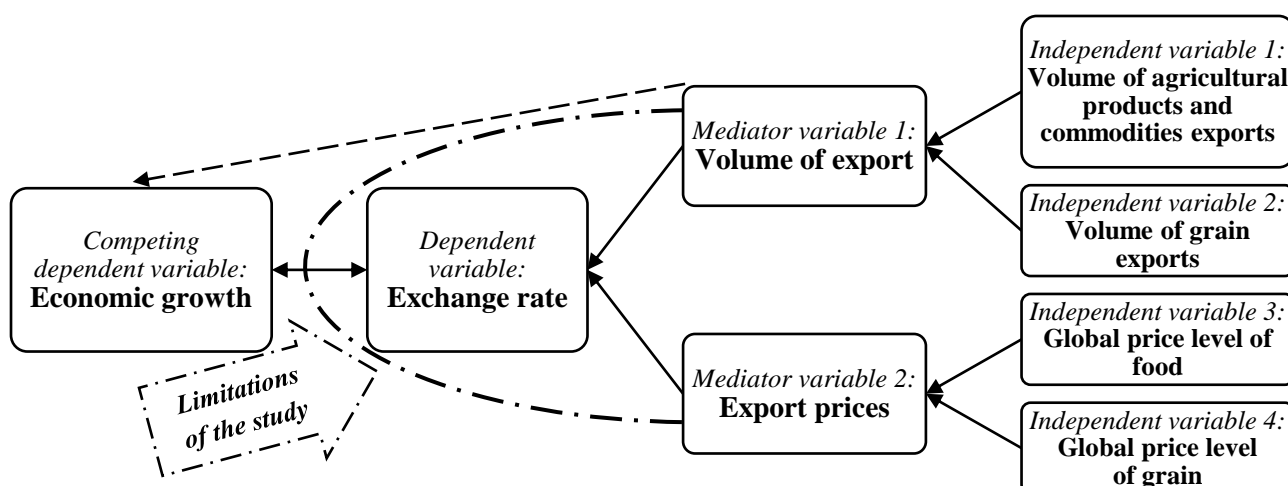 Competing
dependent variable:
Economic growth
Limitations
of the study
Dependent
variable:
Exchange rate
Mediator variable 1:
Volume of export
Mediator variable 2:
Export prices
Independent variable 1:
Volume of agricultural
products and
commodities exports
Independent variable 2:
Volume of grain
exports
Independent variable 3:
Global price level of
food
Independent variable 4:
Global price level
of grain